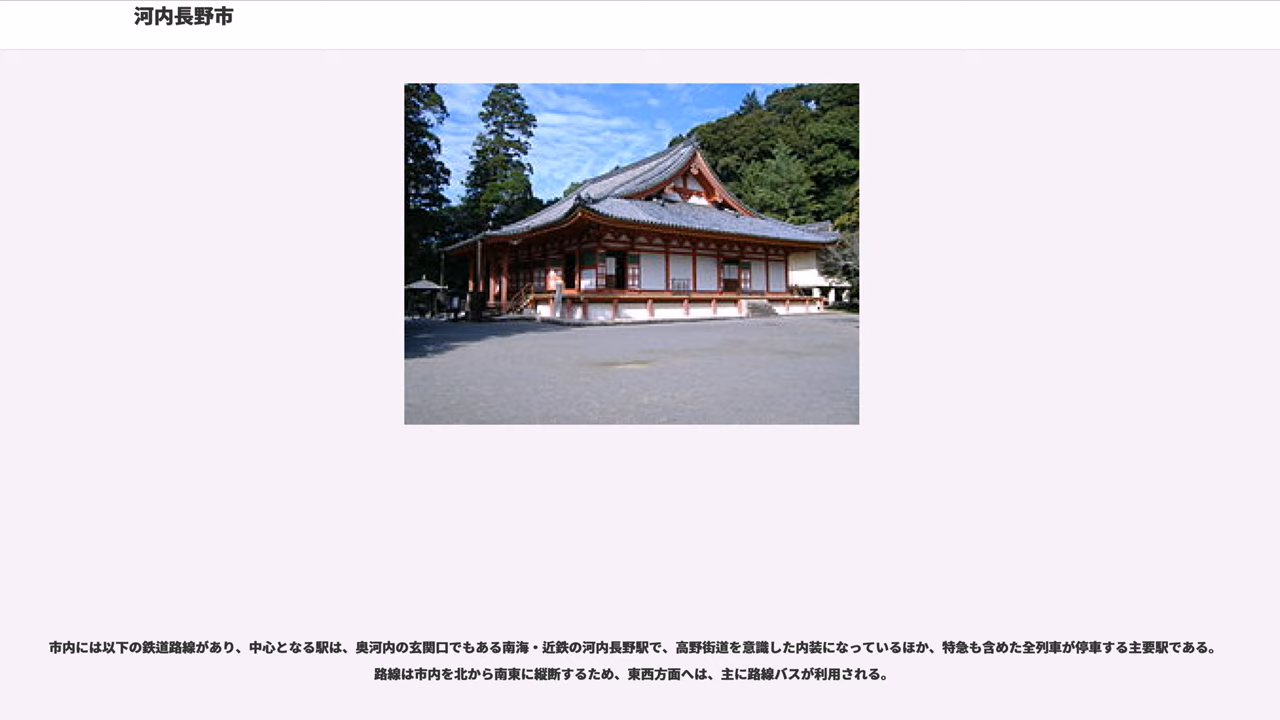 河内長野市
市内には以下の鉄道路線があり、中心となる駅は、奥河内の玄関口でもある南海・近鉄の河内長野駅で、高野街道を意識した内装になっているほか、特急も含めた全列車が停車する主要駅である。
路線は市内を北から南東に縦断するため、東西方面へは、主に路線バスが利用される。